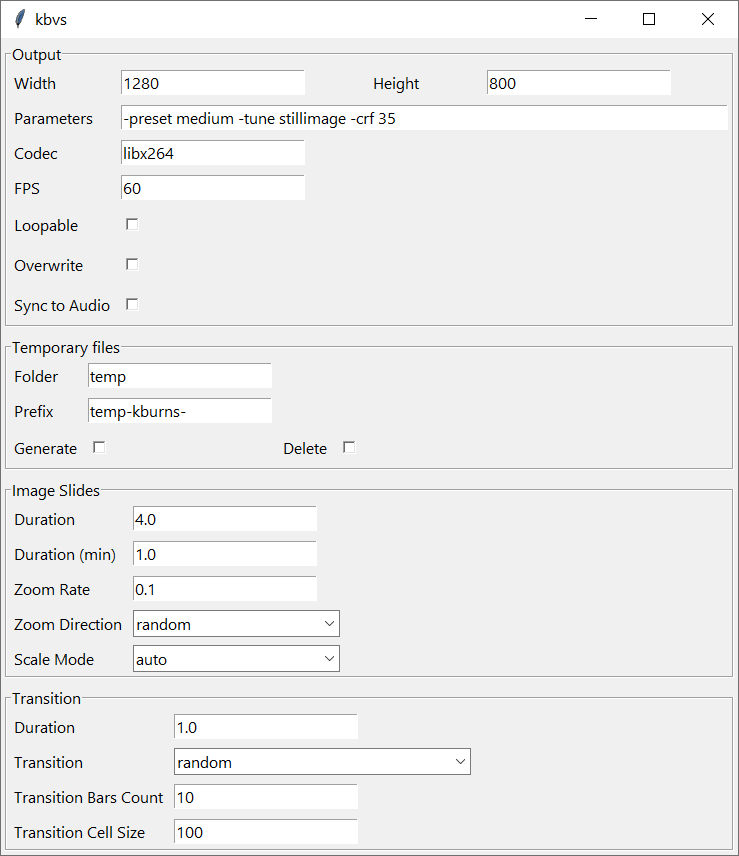 kbvs
Output
Width 1280 Height 800
Parameters -preset medium -tune stillimage -crf 35
Codec libx264
FPS 60
Loopable
Overwrite
Sync to Audio
Temporary files
Folder temp
Prefix temp-kburns-
Generate Delete
Image Slides
Duration 4.0
Duration (min) 1.0
Zoom Rate 0.1
Zoom Direction random
Scale Mode auto
Transition
Duration 1.0
Transition random
Transition Bars Count 10
Transition Cell Size 100